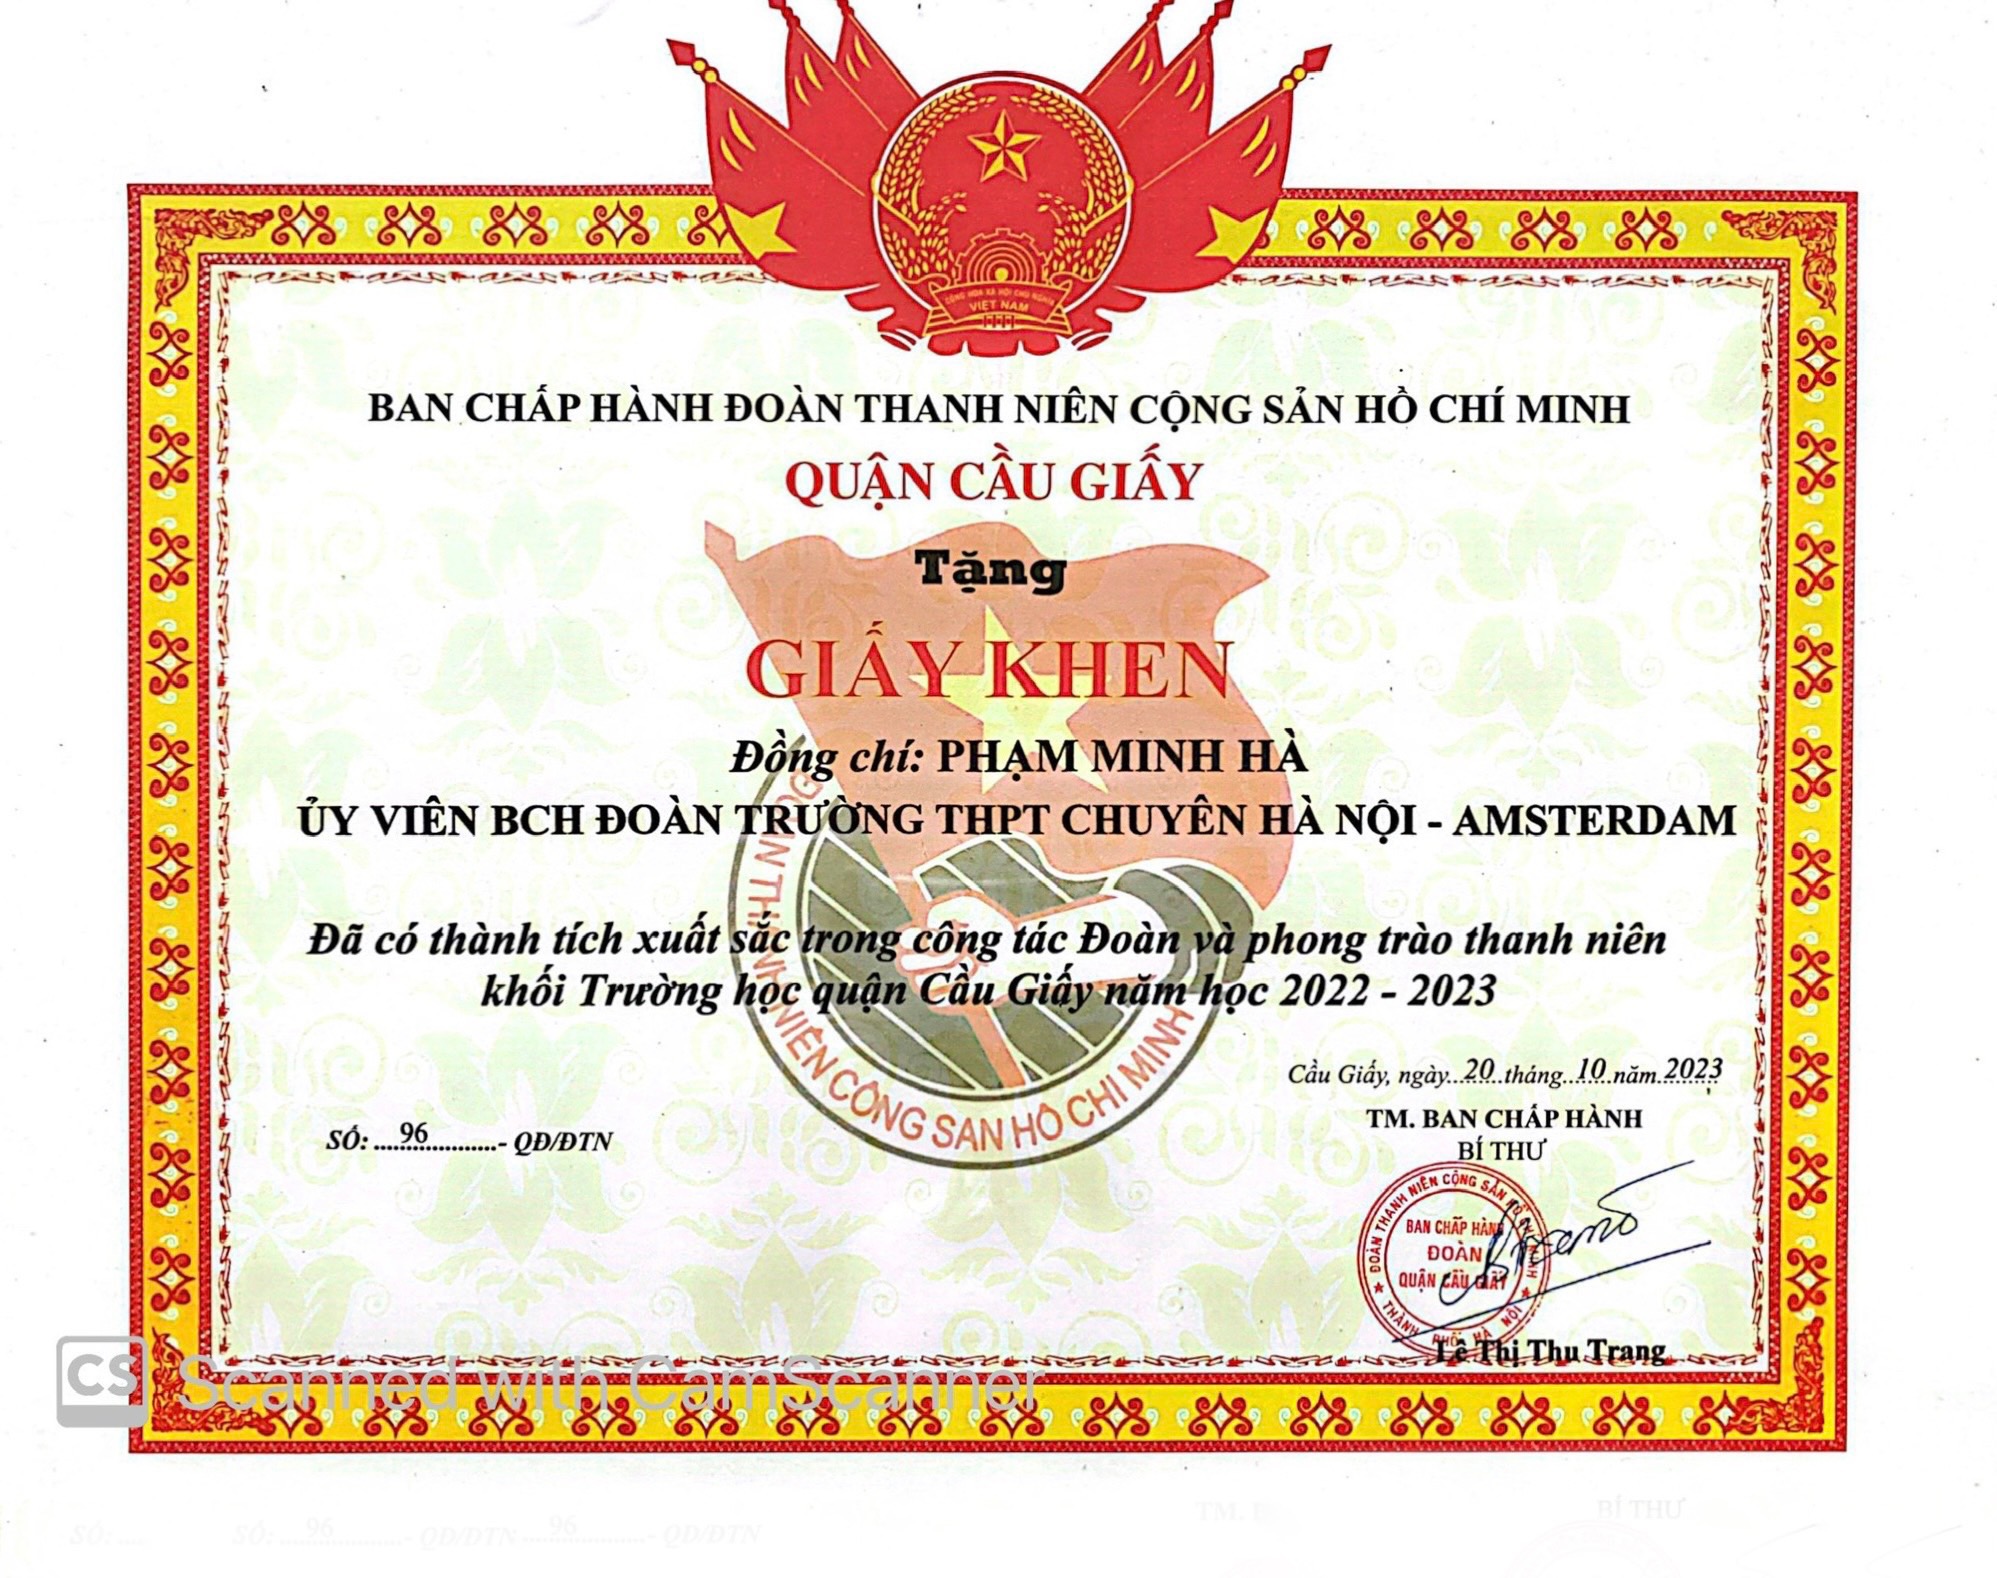 CỘNG HÒA XÃ HỘI CHỦ NGHĨA
VIỆT NAM
BAN CHẤP HÀNH ĐOÀN THANH NIÊN CỘNG SẢN HỒ CHÍ MINH
QUẬN CẦU GIẤY
Tặng
GIẤY KHEN
Đồng chí: PHẠM MINH HÀ
ỦY VIÊN BCH ĐOÀN TRƯỜNG THPT CHUYÊN HÀ NỘI - AMSTERDAM
Đã có thành tích xuất sắc trong công tác Đoàn và phong trào thanh niên
khối Trường học quận Cầu Giấy năm học 2022 - 2023
NIÊN CỘNG SAN HỒ CHI MINH
Cầu Giấy, ngày...20...tháng...10...năm.2023
TM. BAN CHẤP HÀNH
BÍ THƯ
SỐ: ....96...........- QĐ/ĐTN
ĐOÀN THANH NIÊN CỘNG SẢN HỒ CHÍ MINH
BAN CHẤP HÀNH
ĐOÀN
QUẬN CẦU GIẤY
THÀNH PHỐ HÀ NỘI
Lê Thị Thu Trang
CS Scanned with CamScanner
TM.
BÍ THƯ
SỐ: ....
SỐ: ....96...........- QĐ/ĐTN....96...........- QĐ/ĐTN